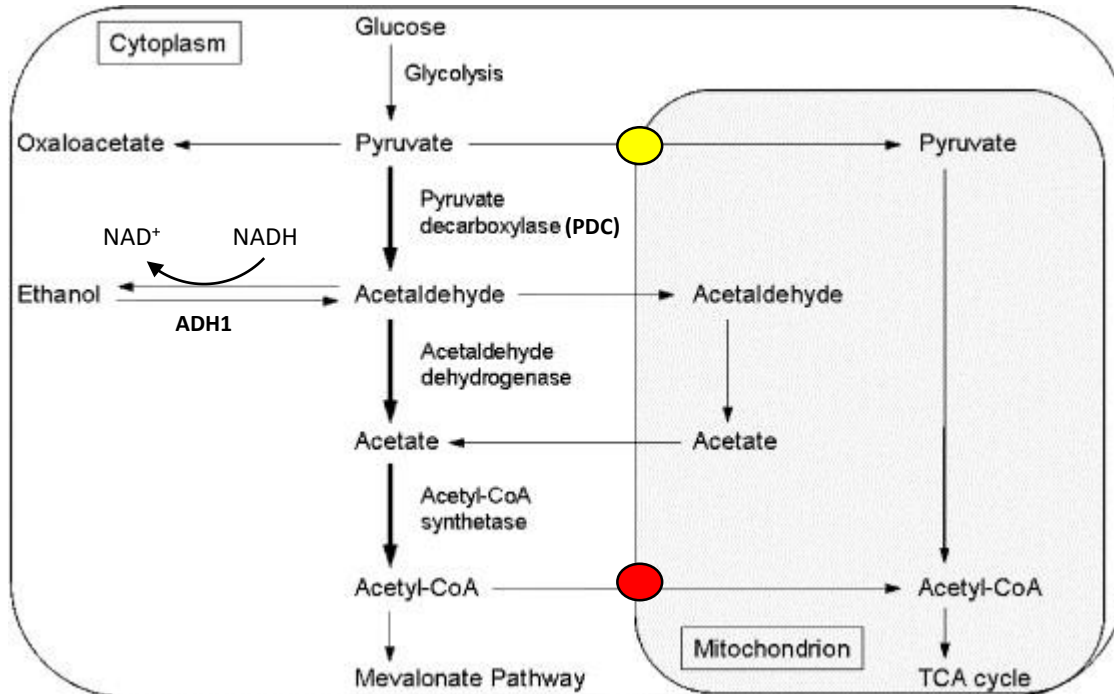 Cytoplasm
Glucose
Glycolysis
Oxaloacetate
Pyruvate
Pyruvate
Pyruvate
decarboxylase (PDC)
NAD⁺
NADH
Ethanol
Acetaldehyde
Acetaldehyde
ADH1
Acetaldehyde
dehydrogenase
Acetate
Acetate
Acetyl-CoA
synthetase
Acetyl-CoA
Acetyl-CoA
Mitochondrion
Mevalonate Pathway
TCA cycle